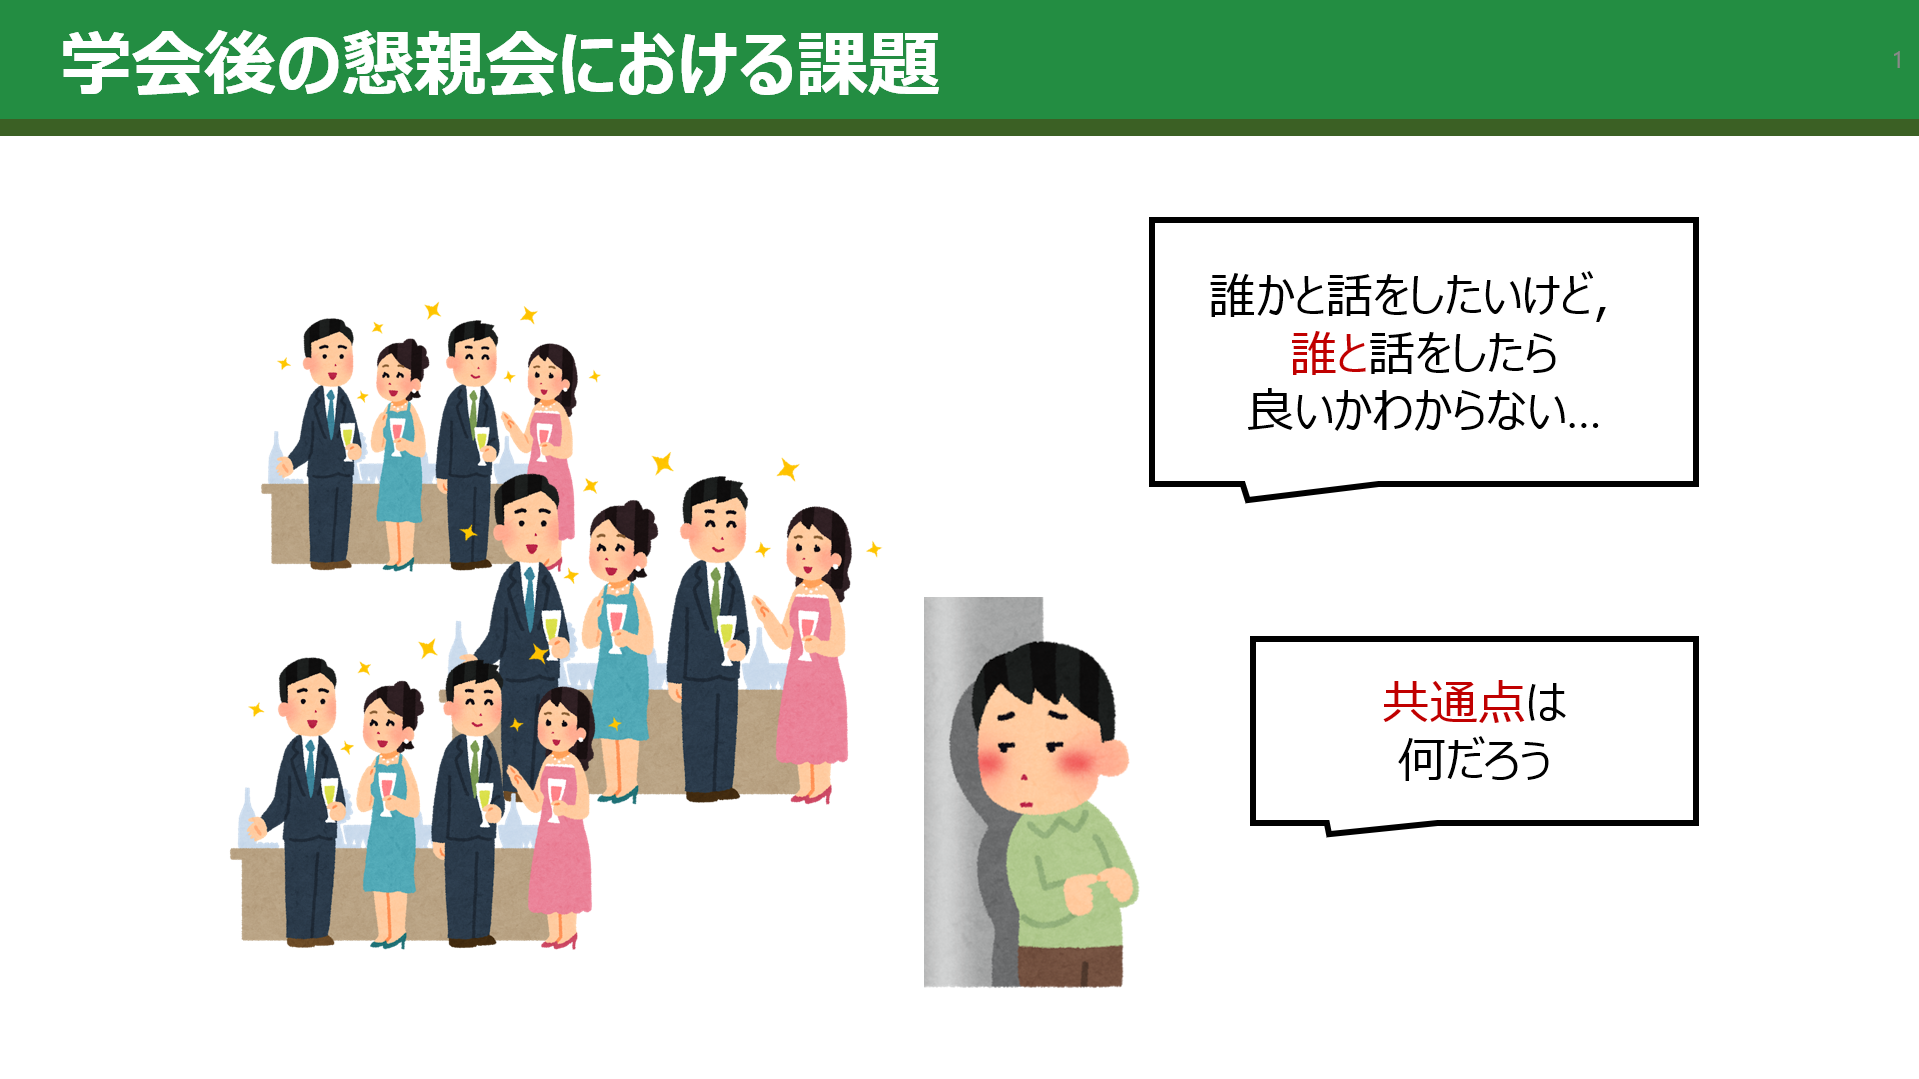 学会後の懇親会における課題
1
誰かと話をしたいけど,
誰と話をしたら
良いかわからない…
共通点は
何だろう